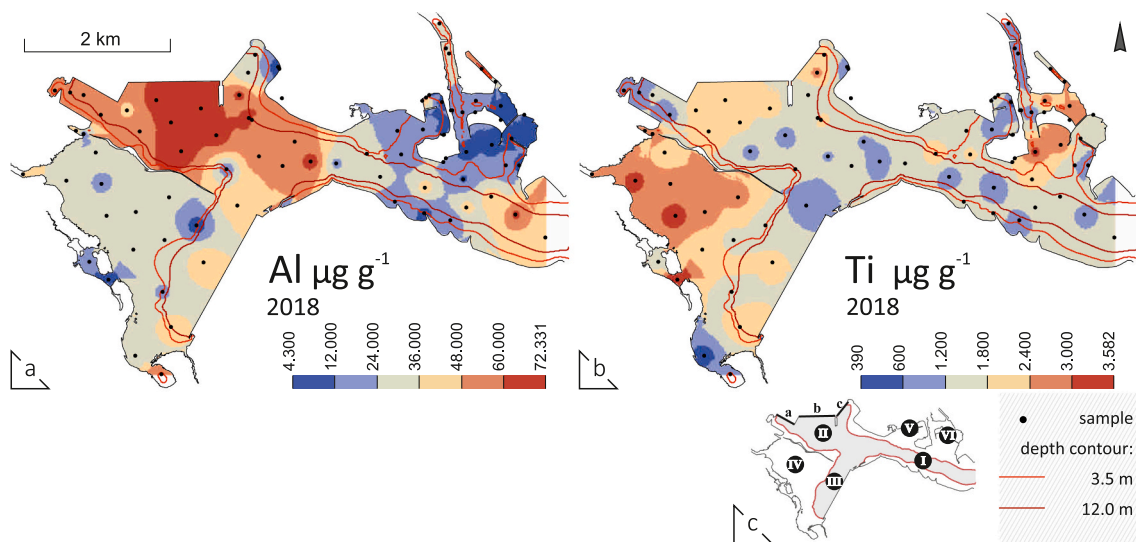 2 km
Al µg g-1
2018
4.300
12.000
24.000
36.000
48.000
60.000
72.331
a
Ti µg g-1
2018
390
600
1.200
1.800
2.400
3.000
3.582
b
a
b
c
II
V
VI
IV
I
III
c
sample
depth contour:
3.5 m
12.0 m